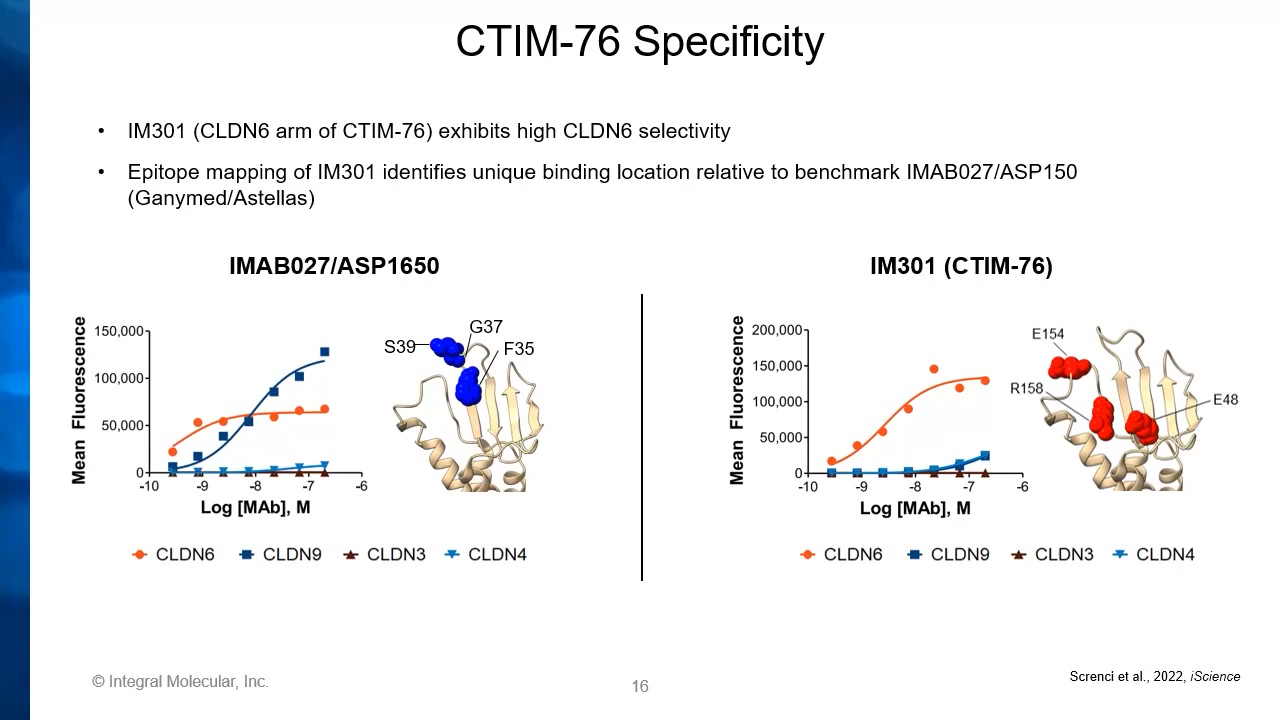 CTIM-76 Specificity
• IM301 (CLDN6 arm of CTIM-76) exhibits high CLDN6 selectivity
• Epitope mapping of IM301 identifies unique binding location relative to benchmark IMAB027/ASP150
(Ganymed/Astellas)
IMAB027/ASP1650
Mean Fluorescence
150,000
100,000
50,000
0
-10 -9 -8 -7 -6
Log [MAb], M
G37
S39
F35
CLDN6 CLDN9 CLDN3 CLDN4
IM301 (CTIM-76)
Mean Fluorescence
200,000
150,000
100,000
50,000
0
-10 -9 -8 -7 -6
Log [MAb], M
E154
R158
E48
CLDN6 CLDN9 CLDN3 CLDN4
© Integral Molecular, Inc.
16
Screnci et al., 2022, iScience